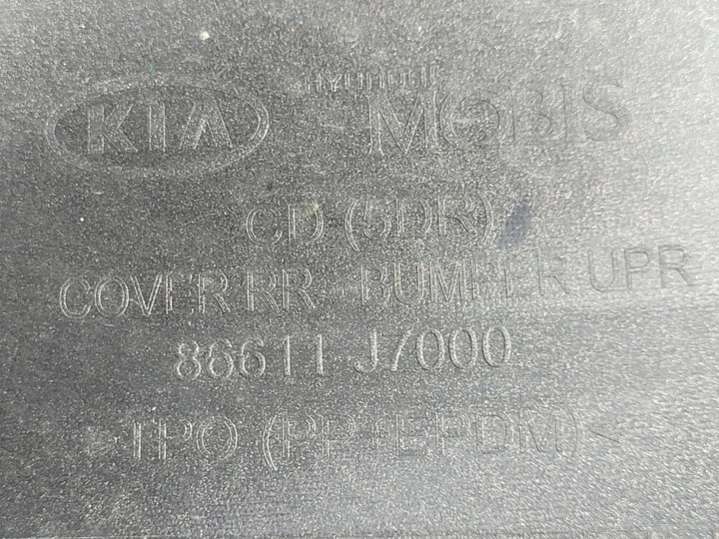 KIA
HYUNDAI
MOBIS
CD (5DR)
COVER RR - BUMPER UPR
86611 J7000
>TPO (PP+EPDM)<